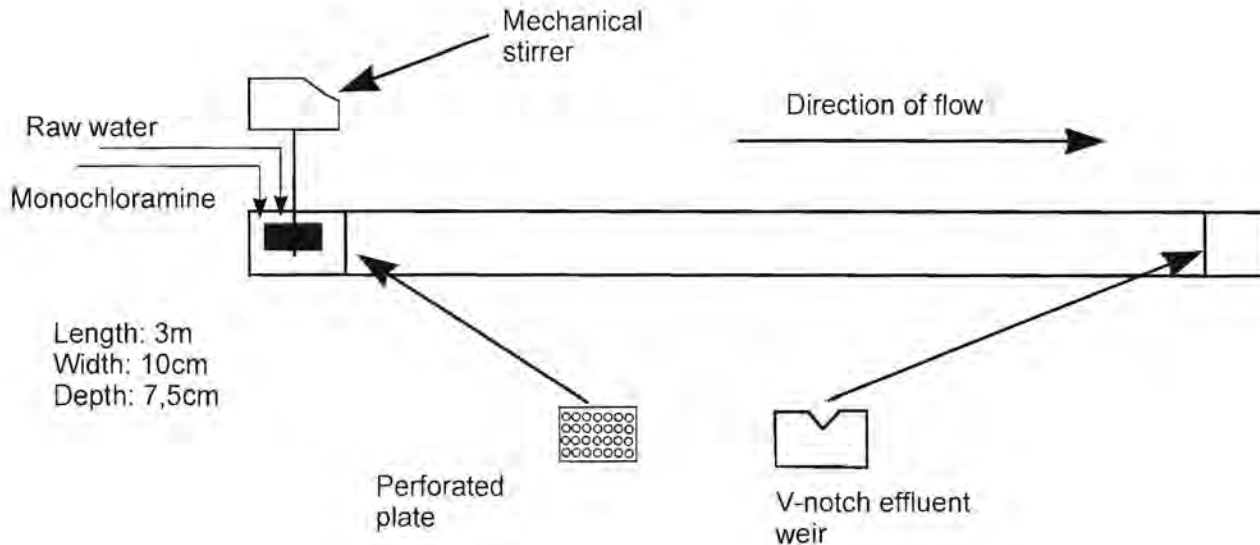 Mechanical
stirrer
Direction of flow
Raw water
Monochloramine
Length: 3m
Width: 10cm
Depth: 7,5cm
Perforated
plate
V-notch effluent
weir